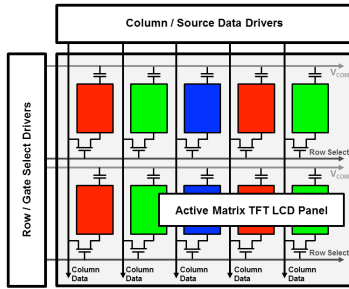 Column / Source Data Drivers
Row / Gate Select Drivers
VCOM
Row Select
VCOM
Active Matrix TFT LCD Panel
Row Select
Column Data
Column Data
Column Data
Column Data
Column Data